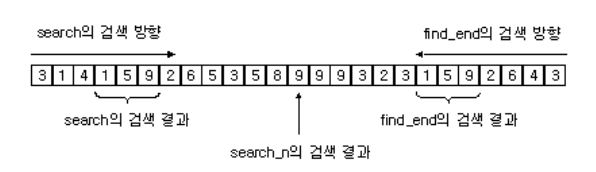 search의 검색 방향
find_end의 검색 방향
3 1 4 1 5 9 2 6 5 3 5 8 9 9 9 3 2 3 1 5 9 2 6 4 3
search의 검색 결과
find_end의 검색 결과
search_n의 검색 결과